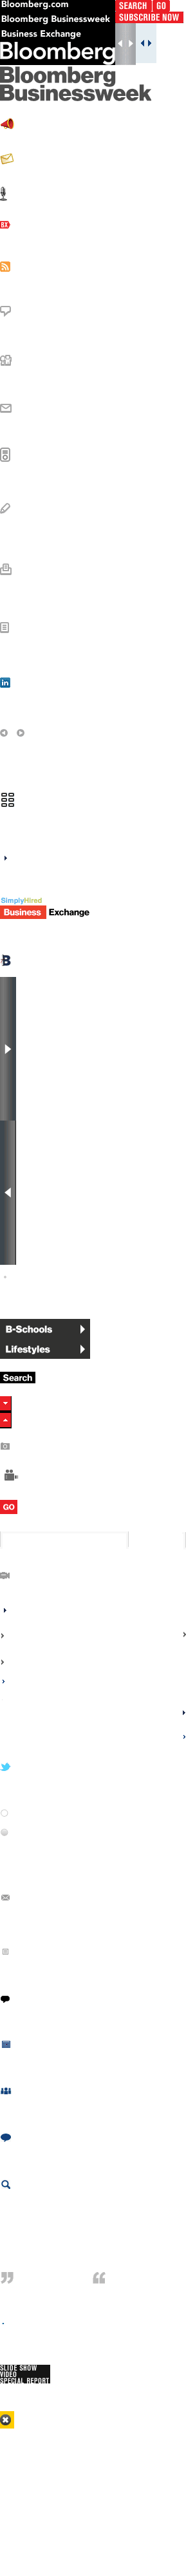 Bloomberg.com
SEARCH GO
Bloomberg Businessweek
SUBSCRIBE NOW
Business Exchange
Bloomberg
Bloomberg
Businessweek
BX
in
SimplyHired
Business Exchange
B
B-Schools
Lifestyles
Search
GO
SLIDE SHOW
VIDEO
SPECIAL REPORT